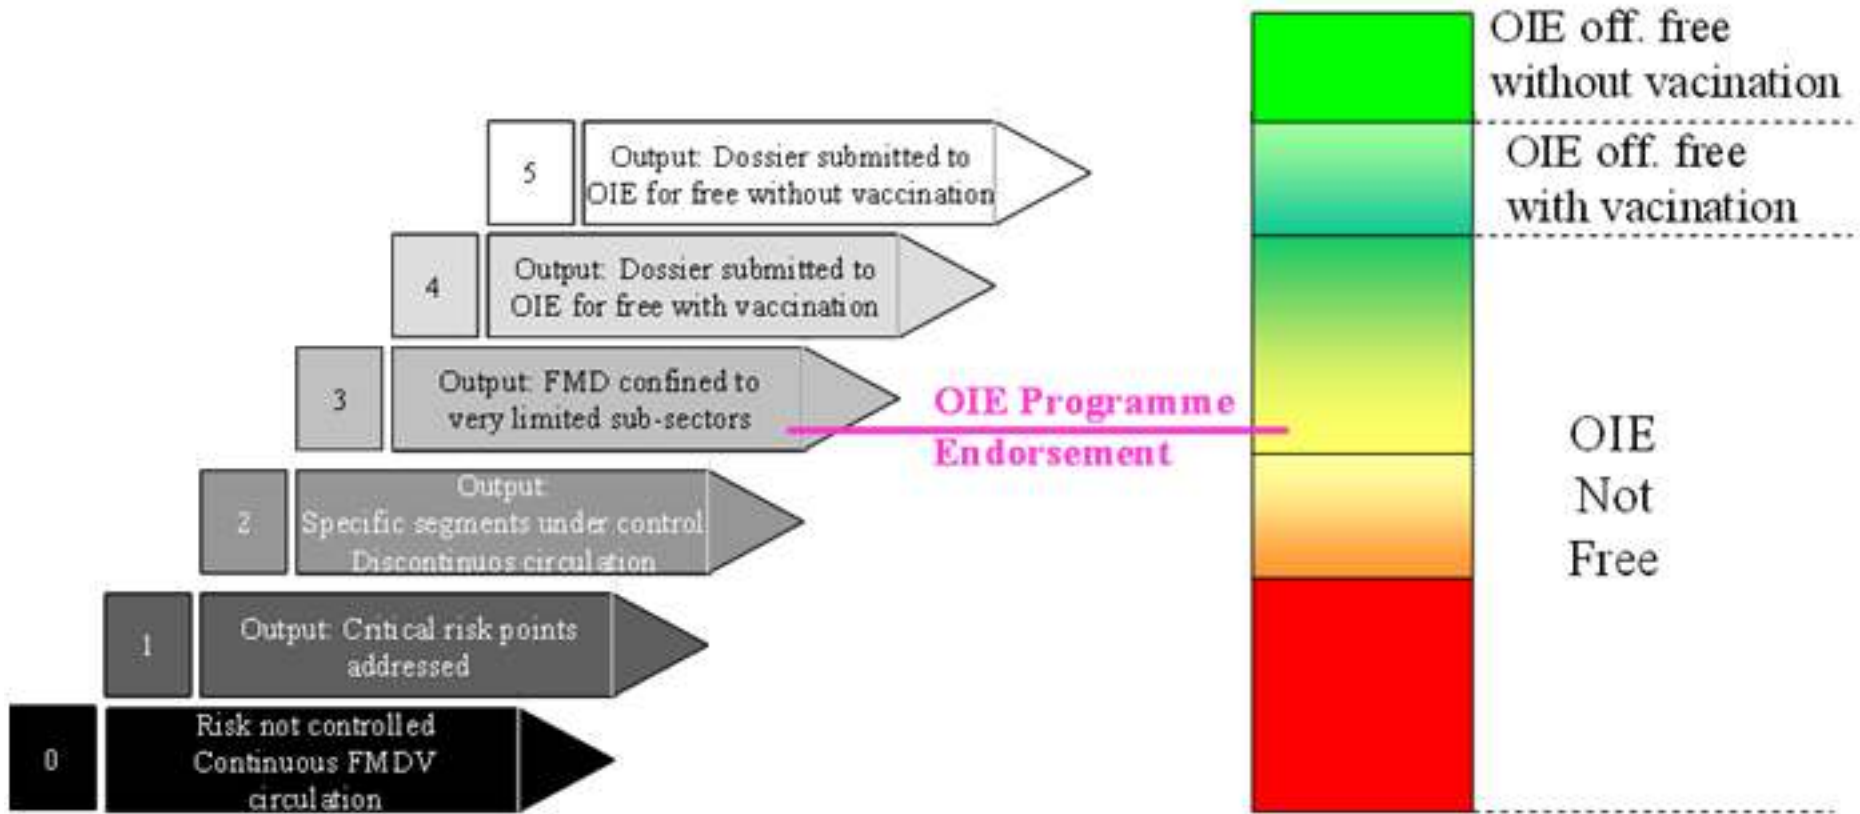 5
Output: Dossier submitted to
OIE for free without vaccination
4
Output: Dossier submitted to
OIE for free with vaccination
3
Output: FMD confined to
very limited sub-sectors
2
Output:
Specific segments under control
Discontinuos circulation
1
Output: Critical risk points
addressed
0
Risk not controlled
Continuous FMDV
circulation
OIE Programme
Endorsement
OIE off. free
without vacination
OIE off. free
with vacination
OIE
Not
Free